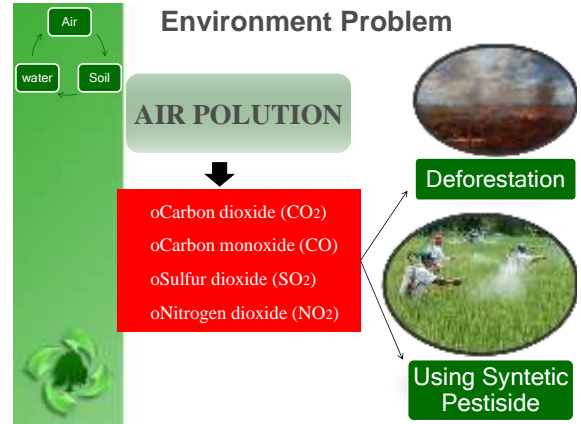 Environment Problem
Air
water
Soil
AIR POLUTION
oCarbon dioxide (CO2)
oCarbon monoxide (CO)
oSulfur dioxide (SO2)
oNitrogen dioxide (NO2)
Deforestation
Using Syntetic
Pestiside